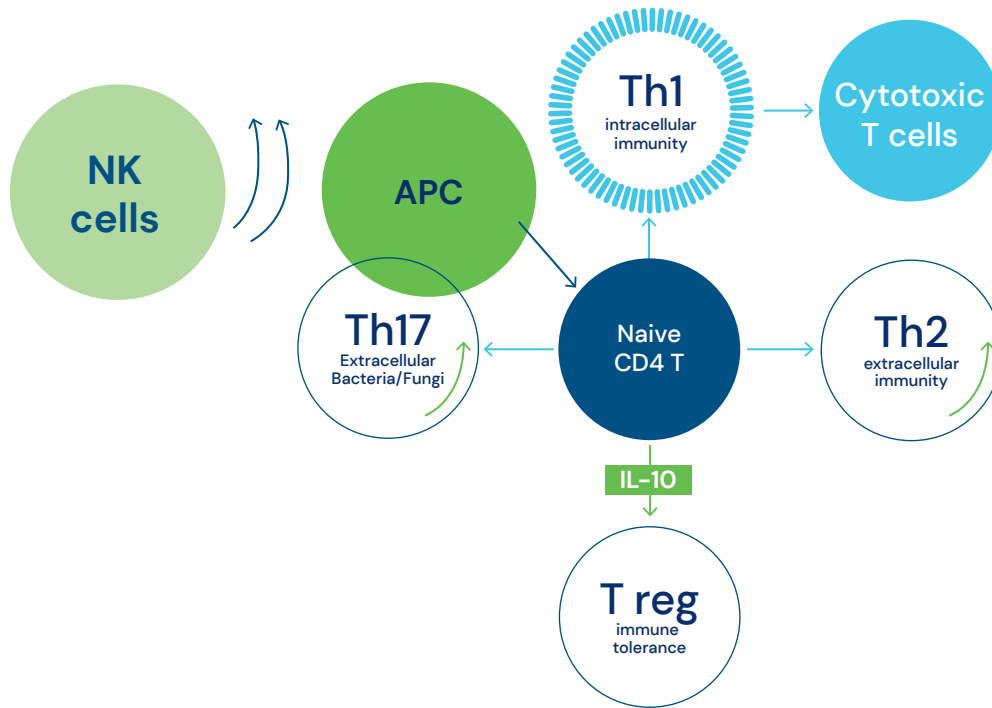 NK
cells
APC
Th1
intracellular
immunity
Cytotoxic
T cells
Th17
Extracellular
Bacteria/Fungi
Naive
CD4 T
Th2
extracellular
immunity
IL-10
T reg
immune
tolerance